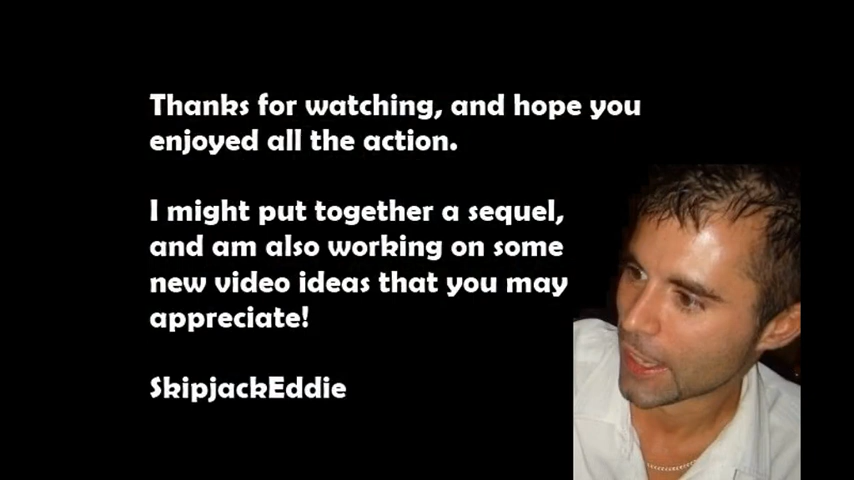 Thanks for watching, and hope you
enjoyed all the action.
I might put together a sequel,
and am also working on some
new video ideas that you may
appreciate!
SkipjackEddie